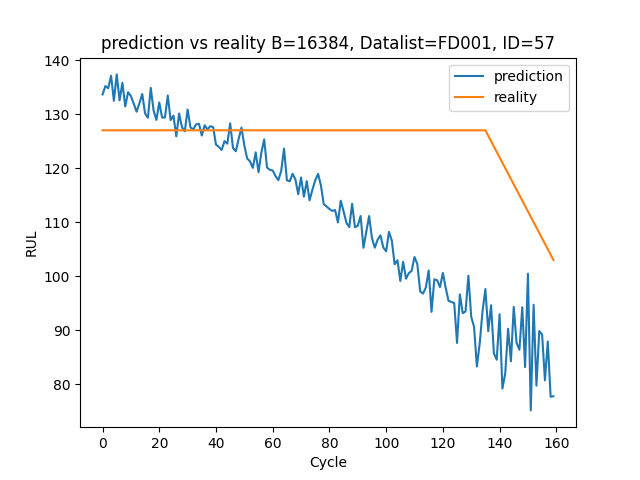 prediction vs reality B=16384, Datalist=FD001, ID=57
prediction
reality
140
130
120
110
100
90
80
RUL
0 20 40 60 80 100 120 140 160
Cycle